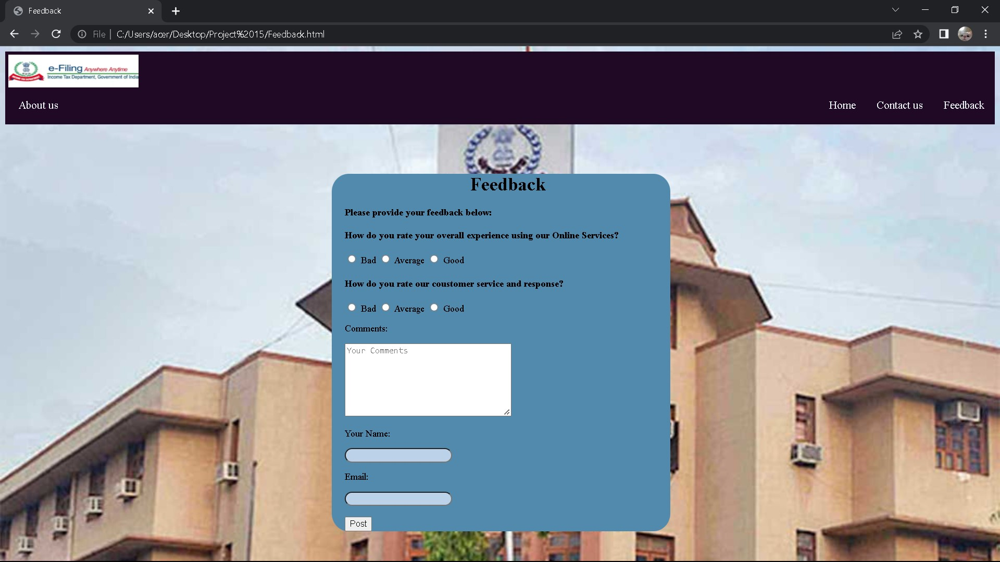 Feedback
File | C:/Users/acer/Desktop/Project%2015/Feedback.html
e-Filing Anywhere Anytime
Income Tax Department, Government of India
About us Home Contact us Feedback
Feedback
Please provide your feedback below:
How do you rate your overall experience using our Online Services?
Bad Average Good
How do you rate our coustomer service and response?
Bad Average Good
Comments:
Your Comments
Your Name:
Email:
Post